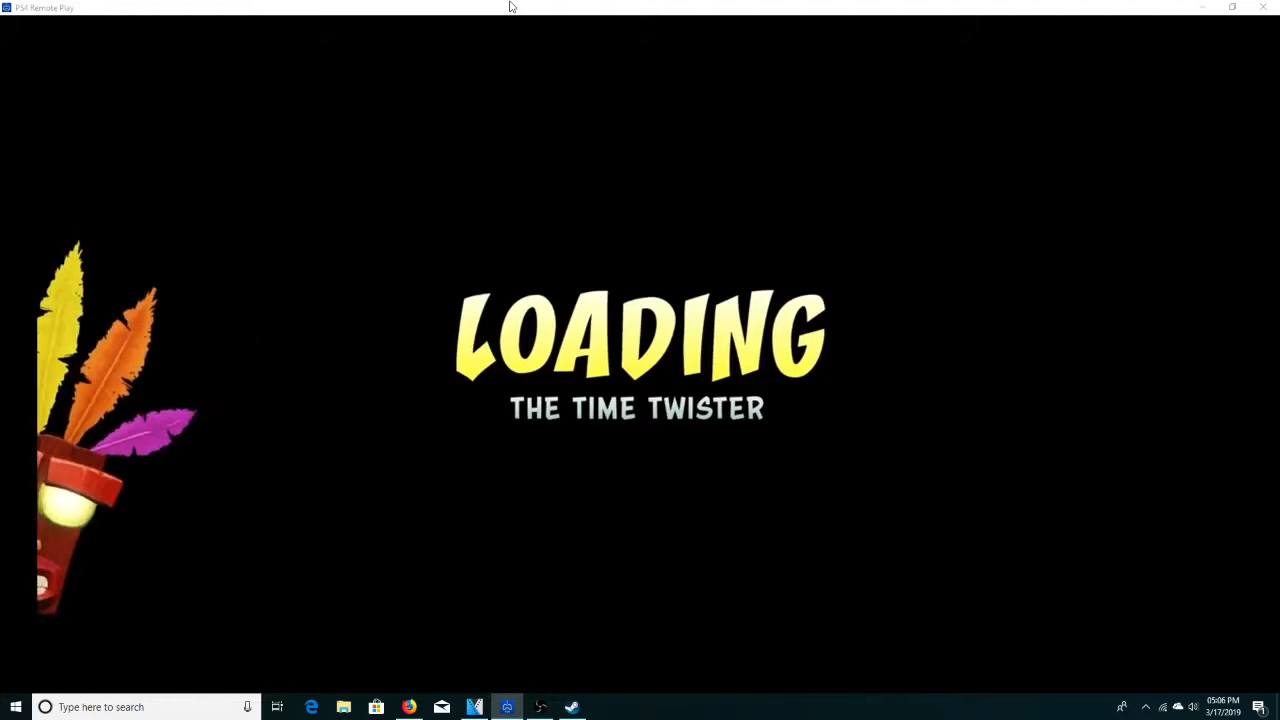 PS4 Remote Play
LOADING
THE TIME TWISTER
Type here to search
05:06 PM
3/17/2019